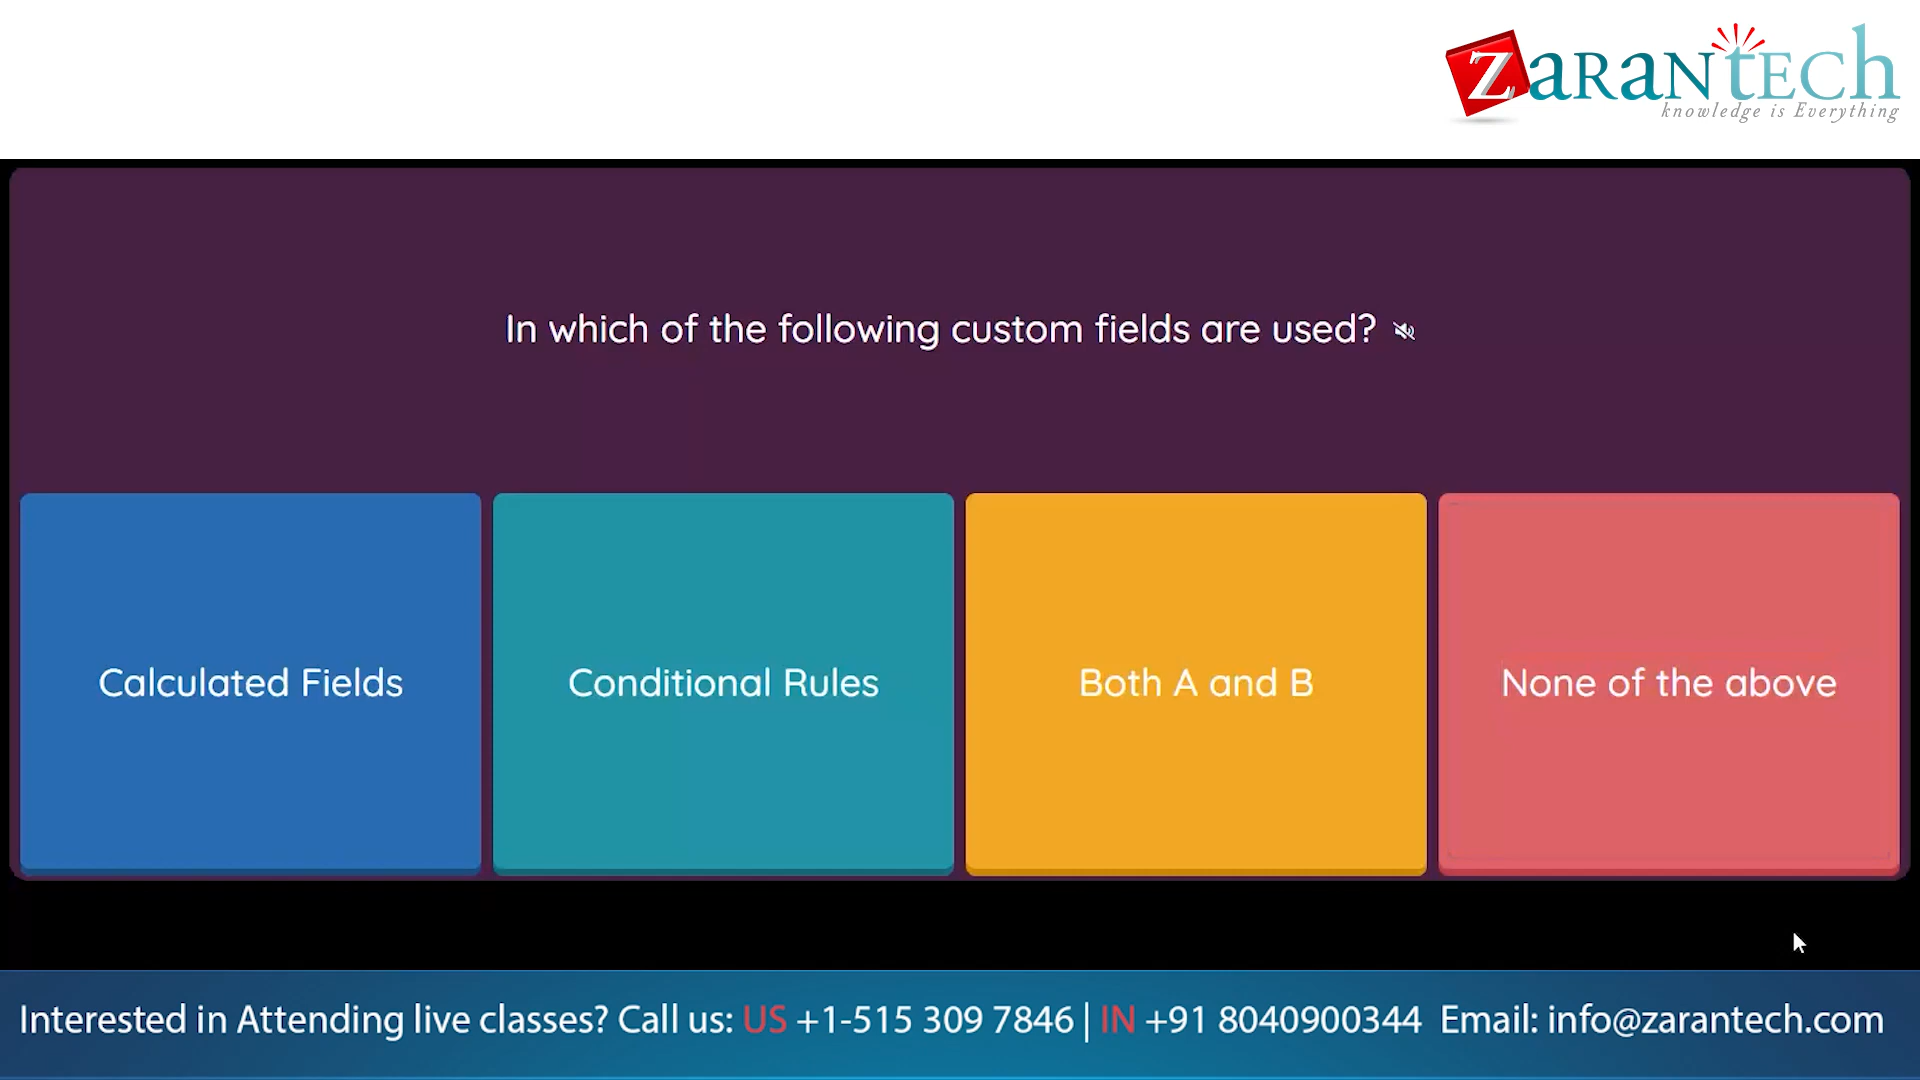 ZaranTech
knowledge is Everything
In which of the following custom fields are used?
Calculated Fields
Conditional Rules
Both A and B
None of the above
Interested in Attending live classes? Call us: US +1-515 309 7846 | IN +91 8040900344 Email: info@zarantech.com